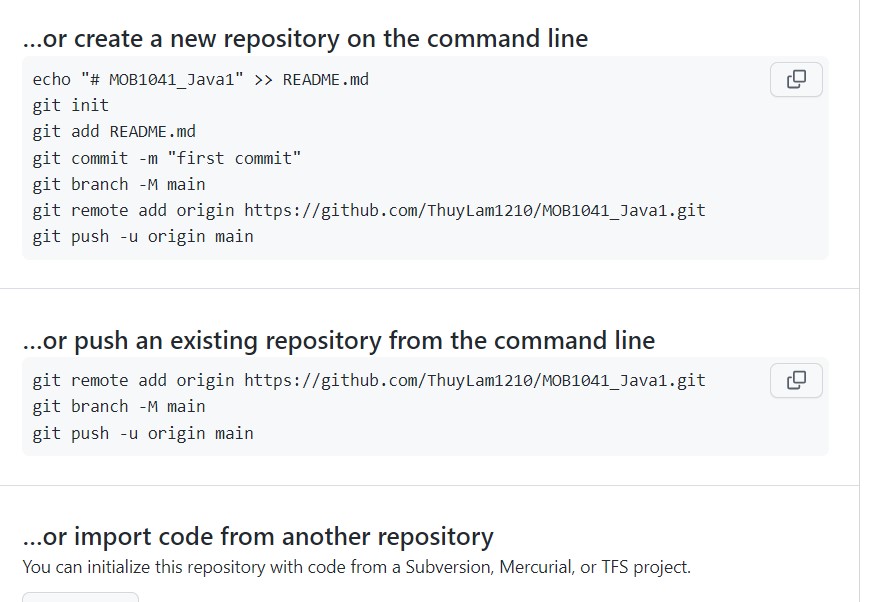 ...or create a new repository on the command line
echo "# MOB1041_Java1" >> README.md
git init
git add README.md
git commit -m "first commit"
git branch -M main
git remote add origin https://github.com/ThuyLam1210/MOB1041_Java1.git
git push -u origin main
...or push an existing repository from the command line
git remote add origin https://github.com/ThuyLam1210/MOB1041_Java1.git
git branch -M main
git push -u origin main
...or import code from another repository
You can initialize this repository with code from a Subversion, Mercurial, or TFS project.